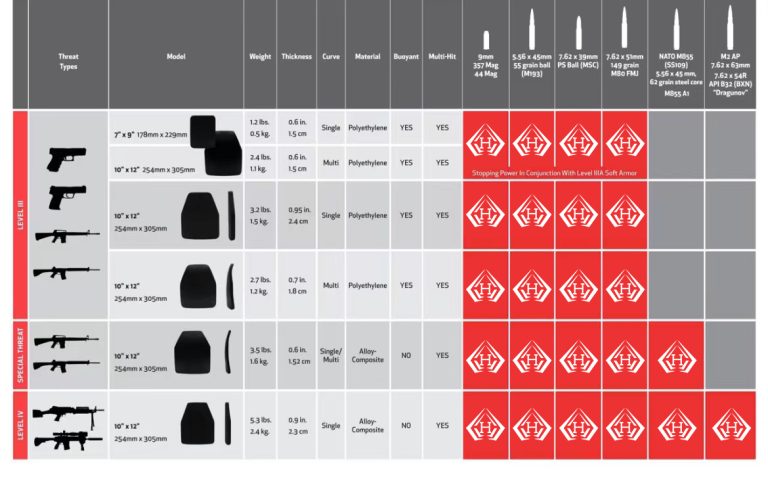 Threat
Types
Model
Weight
Thickness
Curve
Material
Buoyant
Multi-Hit
9mm
357 Mag
44 Mag
5.56 x 45mm
55 grain ball
(M193)
7.62 x 39mm
PS Ball (MSC)
7.62 x 51mm
149 grain
M80 FMJ
NATO M855
(SS109)
5.56 x 45 mm,
62 grain steel core
M855 A1
M2 AP
7.62 x 63mm
7.62 x 54R
API B32 (BXN)
"Dragunov"
LEVEL III
7" x 9" 178mm x 229mm
1.2 lbs.
0.5 kg.
0.6 in.
1.5 cm
Single
Polyethylene
YES
YES
10" x 12" 254mm x 305mm
2.4 lbs.
1.1 kg.
0.6 in.
1.5 cm
Multi
Polyethylene
YES
YES
Stopping Power In Conjunction With Level IIIA Soft Armor
10" x 12"
254mm x 305mm
3.2 lbs.
1.5 kg.
0.95 in.
2.4 cm
Single
Polyethylene
YES
YES
10" x 12"
254mm x 305mm
2.7 lbs.
1.2 kg.
0.7 in.
1.8 cm
Multi
Polyethylene
YES
YES
SPECIAL THREAT
10" x 12"
254mm x 305mm
3.5 lbs.
1.6 kg.
0.6 in.
1.52 cm
Single/
Multi
Alloy-
Composite
NO
YES
LEVEL IV
10" x 12"
254mm x 305mm
5.3 lbs.
2.4 kg.
0.9 in.
2.3 cm
Single
Alloy-
Composite
NO
YES